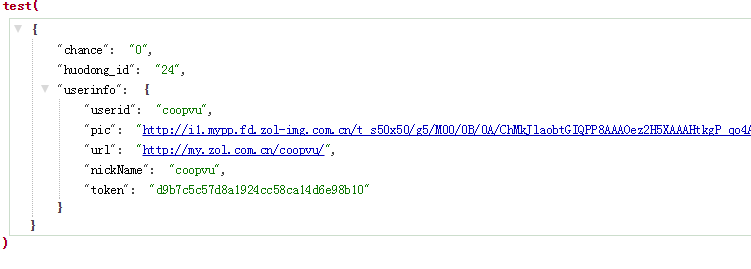 test(
{
"chance": "0",
"huodong_id": "24",
"userinfo": {
"userid": "coopvu",
"pic": "http://i1.mypp.fd.zol-img.com.cn/t_s50x50/g5/M00/0B/0A/ChMkJlaobtGIQPP8AAAOez2H5XAAAHtkgP_qo4A
"url": "http://my.zol.com.cn/coopvu/",
"nickName": "coopvu",
"token": "d9b7c5c57d8a1924cc58ca14d6e98b10"
}
}
)